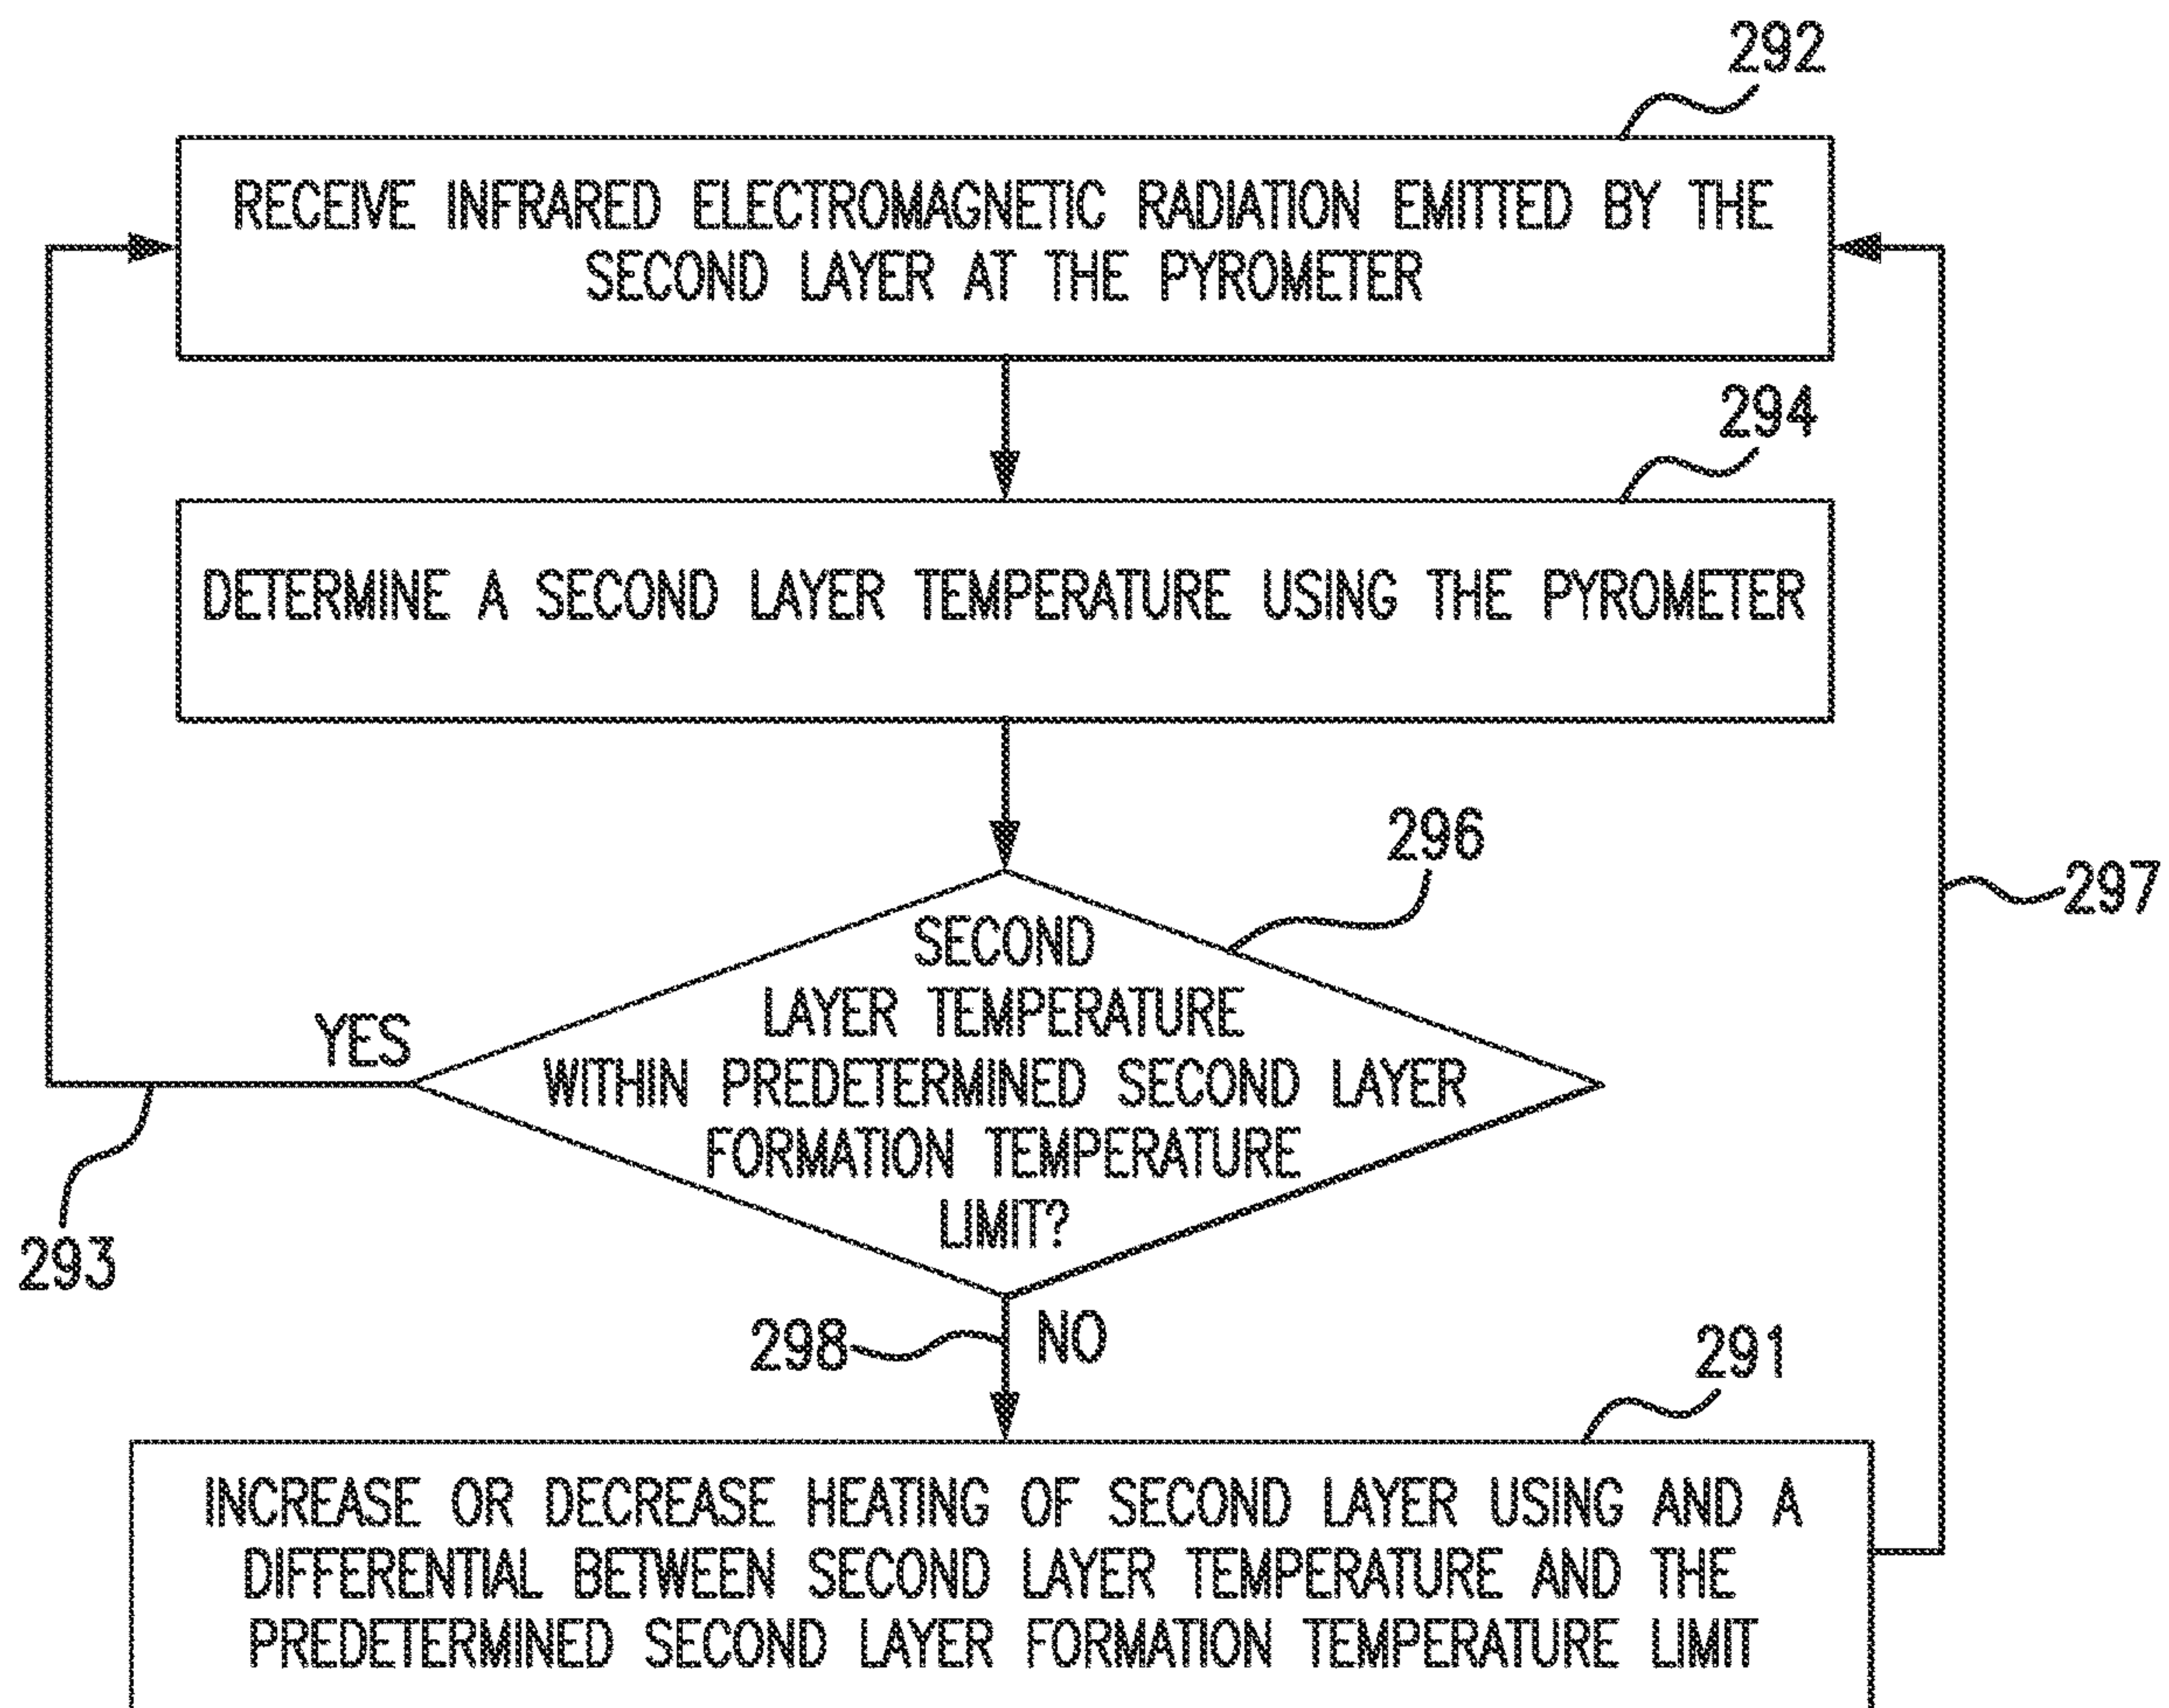 292
RECEIVE INFRARED ELECTROMAGNETIC RADIATION EMITTED BY THE
SECOND LAYER AT THE PYROMETER
294
DETERMINE A SECOND LAYER TEMPERATURE USING THE PYROMETER
296
297
SECOND
LAYER TEMPERATURE
WITHIN PREDETERMINED SECOND LAYER
FORMATION TEMPERATURE
LIMIT?
YES
293
298
NO
291
INCREASE OR DECREASE HEATING OF SECOND LAYER USING AND A
DIFFERENTIAL BETWEEN SECOND LAYER TEMPERATURE AND THE
PREDETERMINED SECOND LAYER FORMATION TEMPERATURE LIMIT